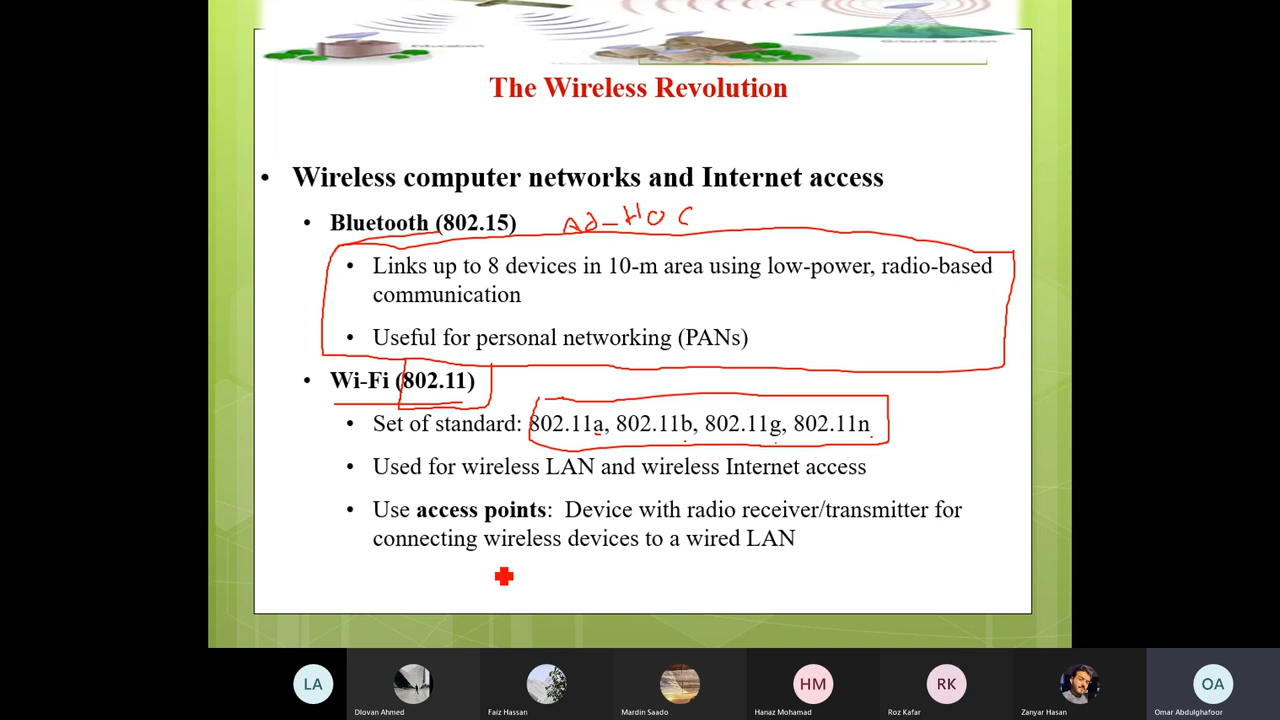 Education
Ground Station
The Wireless Revolution
• Wireless computer networks and Internet access
• Bluetooth (802.15) Ad-HOC
• Links up to 8 devices in 10-m area using low-power, radio-based
communication
• Useful for personal networking (PANs)
• Wi-Fi (802.11)
• Set of standard: 802.11a, 802.11b, 802.11g, 802.11n
• Used for wireless LAN and wireless Internet access
• Use access points: Device with radio receiver/transmitter for
connecting wireless devices to a wired LAN
LA HM RK OA
Dlovan Ahmed Faiz Hassan Mardin Saado Hanaz Mohamad Roz Kafar Zanyar Hasan Omar Abdulghafoor